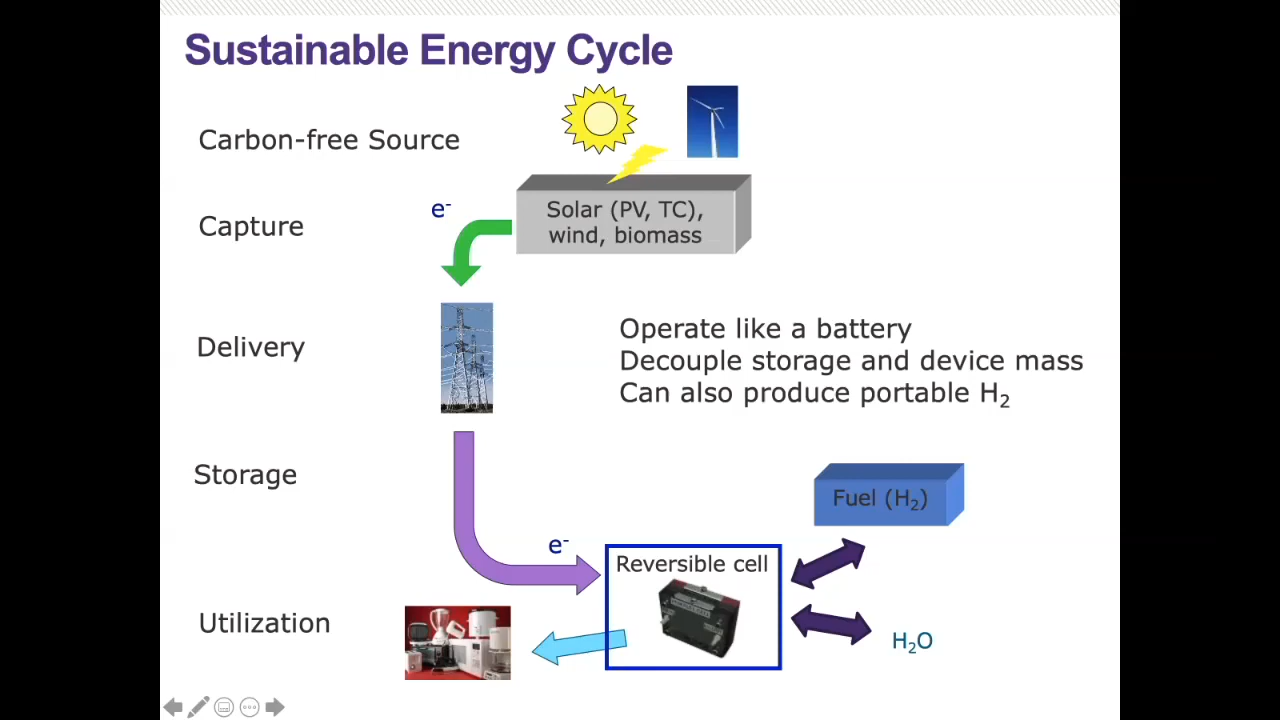 Sustainable Energy Cycle
Carbon-free Source
Capture
e-
Solar (PV, TC),
wind, biomass
Delivery
Operate like a battery
Decouple storage and device mass
Can also produce portable H2
Storage
Fuel (H2)
e-
Reversible cell
Utilization
H2O